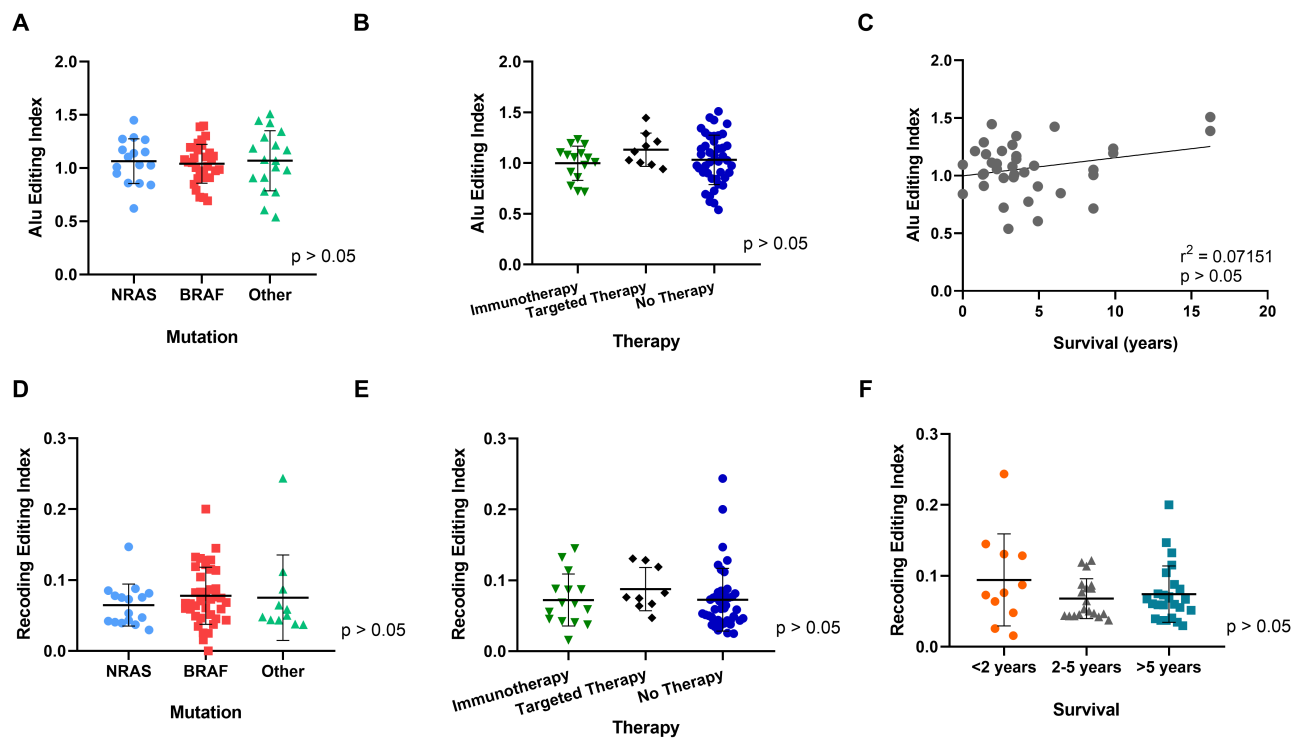 A
Alu Editing Index
2.0
1.5
1.0
0.5
0.0
p > 0.05
NRAS BRAF Other
Mutation
B
Alu Editing Index
2.0
1.5
1.0
0.5
0.0
p > 0.05
Immunotherapy
Targeted Therapy
No Therapy
Therapy
C
Alu Editing Index
2.0
1.5
1.0
0.5
0.0
r2 = 0.07151
p > 0.05
0 5 10 15 20
Survival (years)
D
Recoding Editing Index
0.3
0.2
0.1
0.0
p > 0.05
NRAS BRAF Other
Mutation
E
Recoding Editing Index
0.3
0.2
0.1
0.0
p > 0.05
Immunotherapy
Targeted Therapy
No Therapy
Therapy
F
Recoding Editing Index
0.3
0.2
0.1
0.0
p > 0.05
<2 years 2-5 years >5 years
Survival